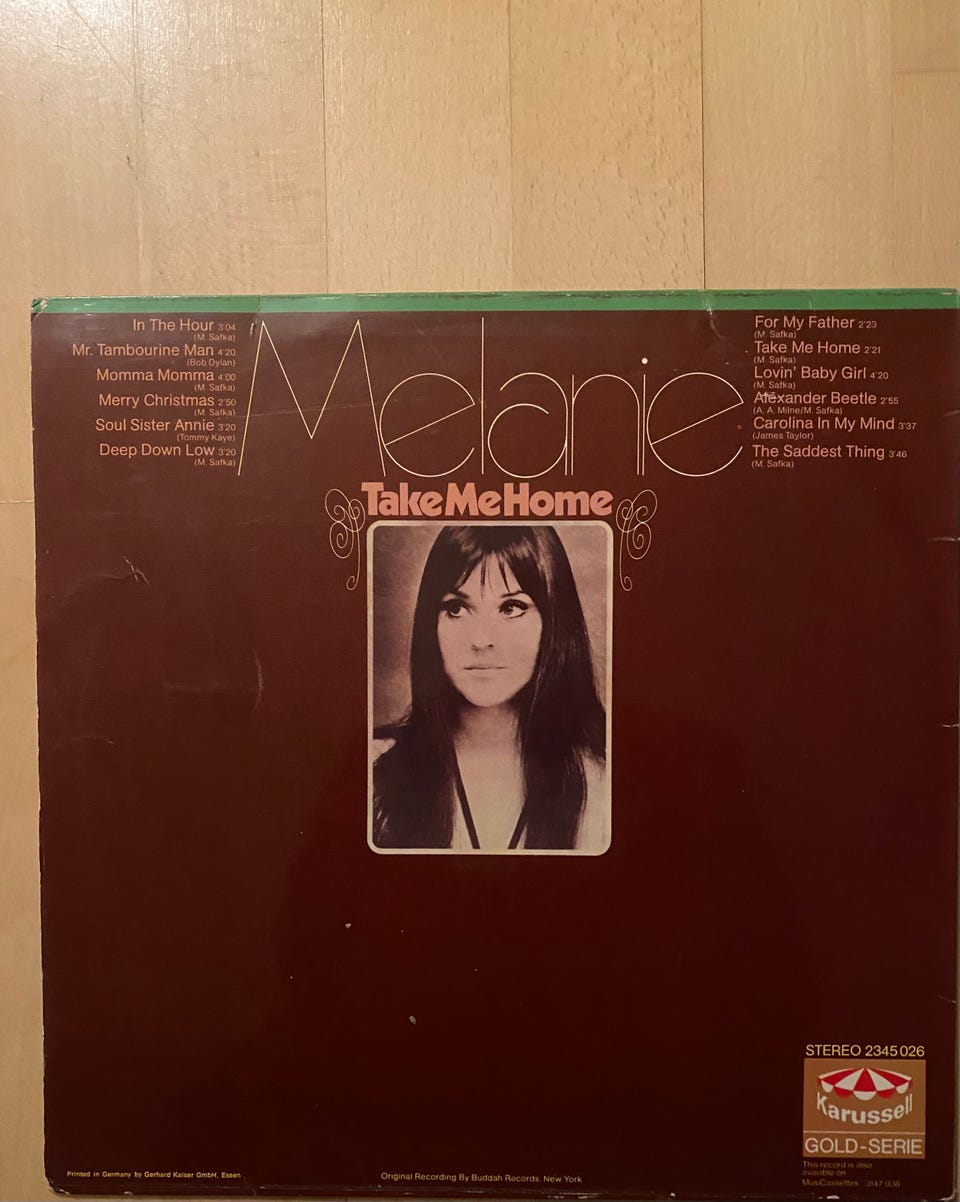 In The Hour 3'04
(M. Safka)
Mr. Tambourine Man 4'20
(Bob Dylan)
Momma Momma 4'00
(M. Safka)
Merry Christmas 2'50
(M. Safka)
Soul Sister Annie 3'20
(Tommy Kaye)
Deep Down Low 3'20
(M. Safka)
Melanie
For My Father 2'23
(M. Safka)
Take Me Home 2'21
(M. Safka)
Lovin' Baby Girl 4'20
(M. Safka)
Alexander Beetle 2'55
(A. A. Milne/M. Safka)
Carolina In My Mind 3'37
(James Taylor)
The Saddest Thing 3'46
(M. Safka)
Take Me Home
STEREO 2345 026
Karussell
GOLD-SERIE
This record is also
available on
MusiCassettes 3147 036
Printed in Germany by Gerhard Kaiser GmbH, Essen
Original Recording By Buddah Records, New York